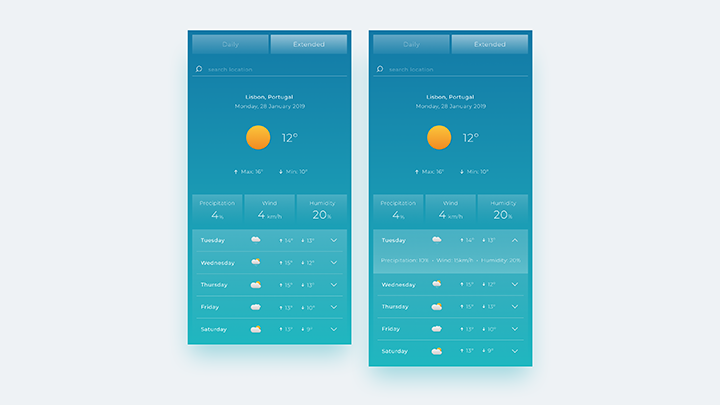 Daily Extended
search location
Lisbon, Portugal
Monday, 28 January 2019
12°
Max: 16° Min: 10°
Precipitation Wind Humidity
4% 4 km/h 20%
Tuesday 14° 13°
Wednesday 15° 12°
Thursday 15° 12°
Friday 13° 10°
Saturday 13° 9°
Daily Extended
search location
Lisbon, Portugal
Monday, 28 January 2019
12°
Max: 16° Min: 10°
Precipitation Wind Humidity
4% 4 km/h 20%
Tuesday 14° 13°
Precipitation: 10% • Wind: 15km/h • Humidity: 20%
Wednesday 15° 12°
Thursday 15° 12°
Friday 13° 10°
Saturday 13° 9°